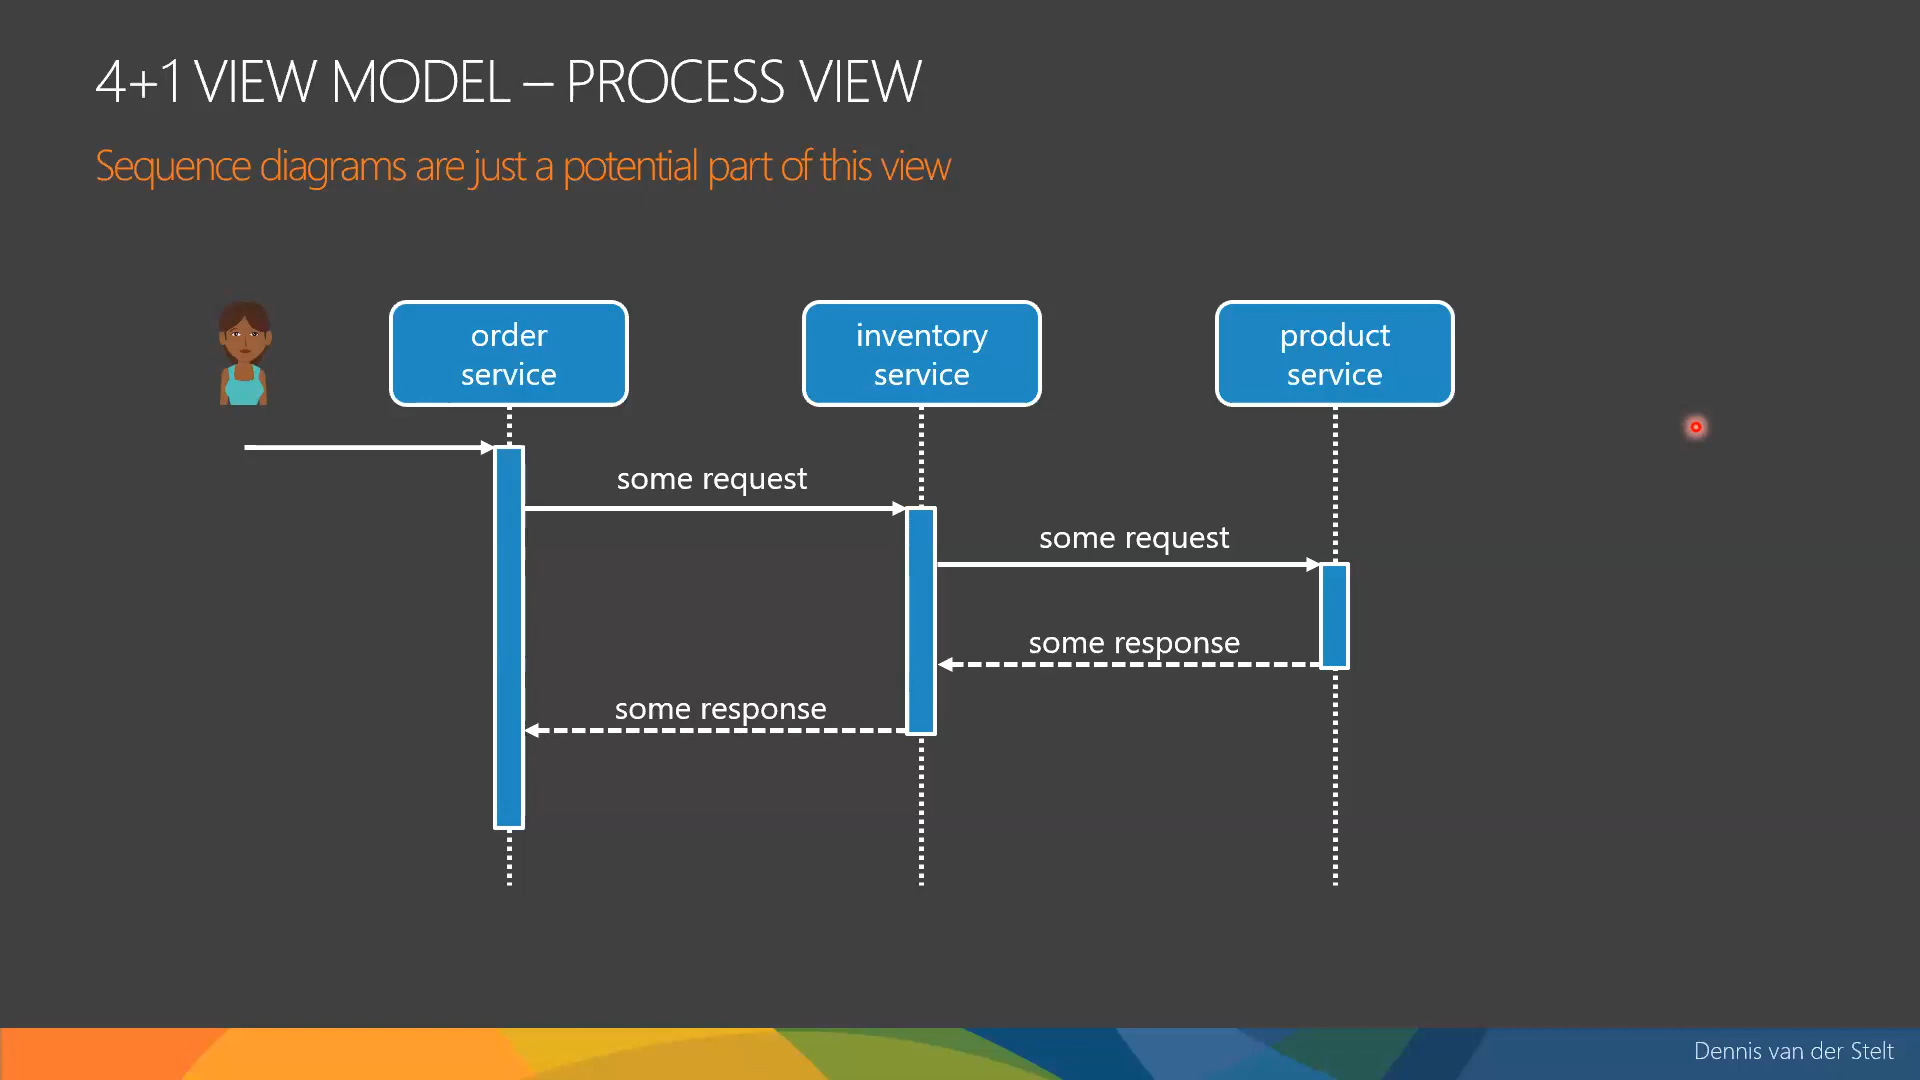 4+1 VIEW MODEL – PROCESS VIEW
Sequence diagrams are just a potential part of this view
order
service
inventory
service
product
service
some request
some request
some response
some response
Dennis van der Stelt